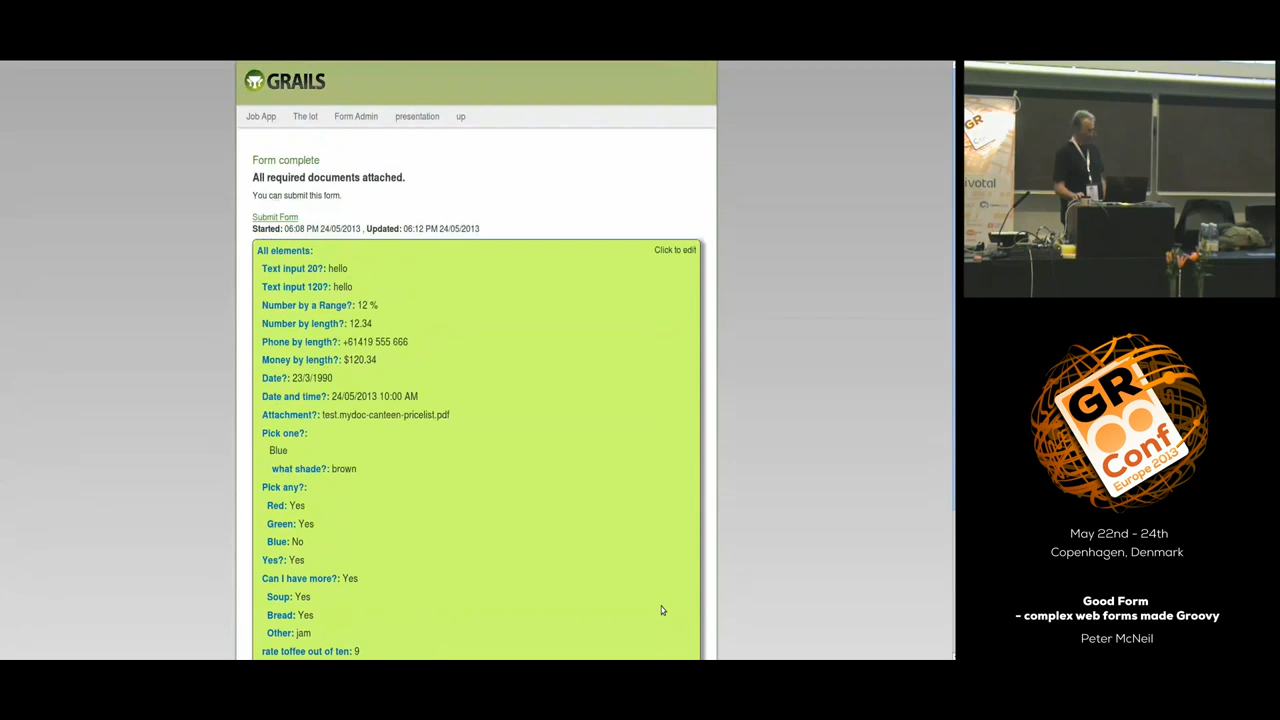 GRAILS
Job App The lot Form Admin presentation up
Form complete
All required documents attached.
You can submit this form.
Submit Form
Started: 06:08 PM 24/05/2013 , Updated: 06:12 PM 24/05/2013
All elements: Click to edit
Text input 20?: hello
Text input 120?: hello
Number by a Range?: 12 %
Number by length?: 12.34
Phone by length?: +61419 555 666
Money by length?: $120.34
Date?: 23/3/1990
Date and time?: 24/05/2013 10:00 AM
Attachment?: test.mydoc-canteen-pricelist.pdf
Pick one?:
Blue
what shade?: brown
Pick any?:
Red: Yes
Green: Yes
Blue: No
Yes?: Yes
Can I have more?: Yes
Soup: Yes
Bread: Yes
Other: jam
rate toffee out of ten: 9
GR
ivotal
GR
Conf
Europe 2013
May 22nd - 24th
Copenhagen, Denmark
Good Form
- complex web forms made Groovy
Peter McNeil